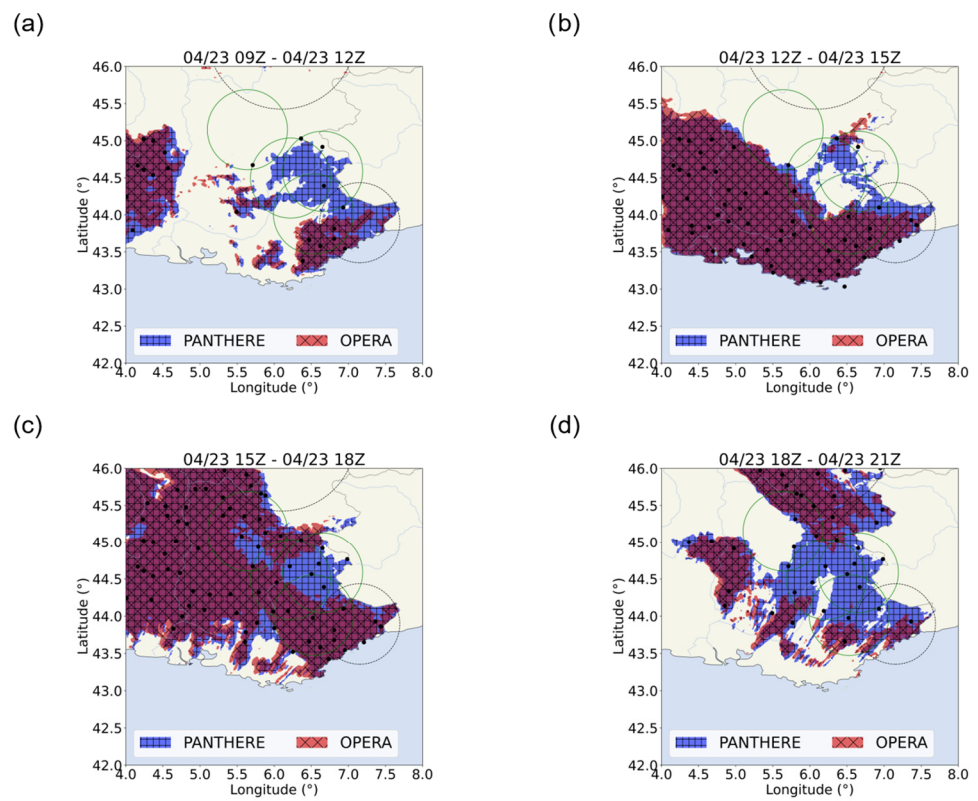 (a)
04/23 09Z - 04/23 12Z
46.0
45.5
45.0
44.5
44.0
43.5
43.0
42.5
42.0
Latitude (°)
PANTHERE OPERA
4.0 4.5 5.0 5.5 6.0 6.5 7.0 7.5 8.0
Longitude (°)
(b)
04/23 12Z - 04/23 15Z
46.0
45.5
45.0
44.5
44.0
43.5
43.0
42.5
42.0
Latitude (°)
PANTHERE OPERA
4.0 4.5 5.0 5.5 6.0 6.5 7.0 7.5 8.0
Longitude (°)
(c)
04/23 15Z - 04/23 18Z
46.0
45.5
45.0
44.5
44.0
43.5
43.0
42.5
42.0
Latitude (°)
PANTHERE OPERA
4.0 4.5 5.0 5.5 6.0 6.5 7.0 7.5 8.0
Longitude (°)
(d)
04/23 18Z - 04/23 21Z
46.0
45.5
45.0
44.5
44.0
43.5
43.0
42.5
42.0
Latitude (°)
PANTHERE OPERA
4.0 4.5 5.0 5.5 6.0 6.5 7.0 7.5 8.0
Longitude (°)